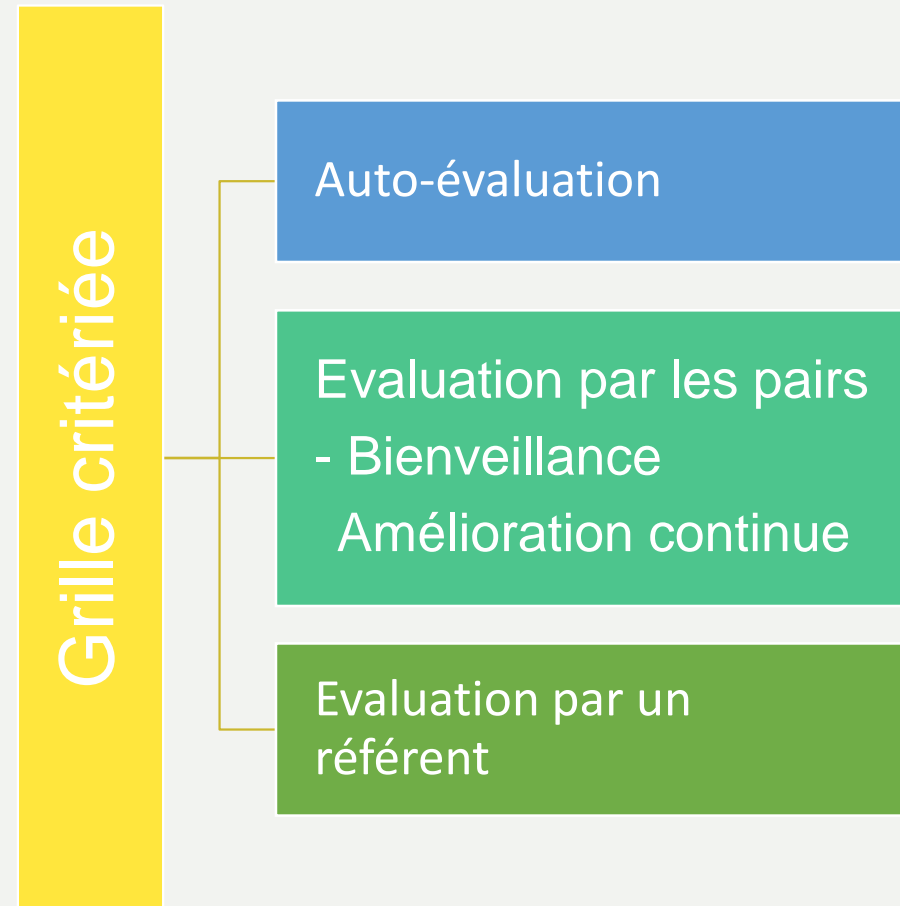 Grille critériée
Auto-évaluation
Evaluation par les pairs
- Bienveillance
Amélioration continue
Evaluation par un
référent